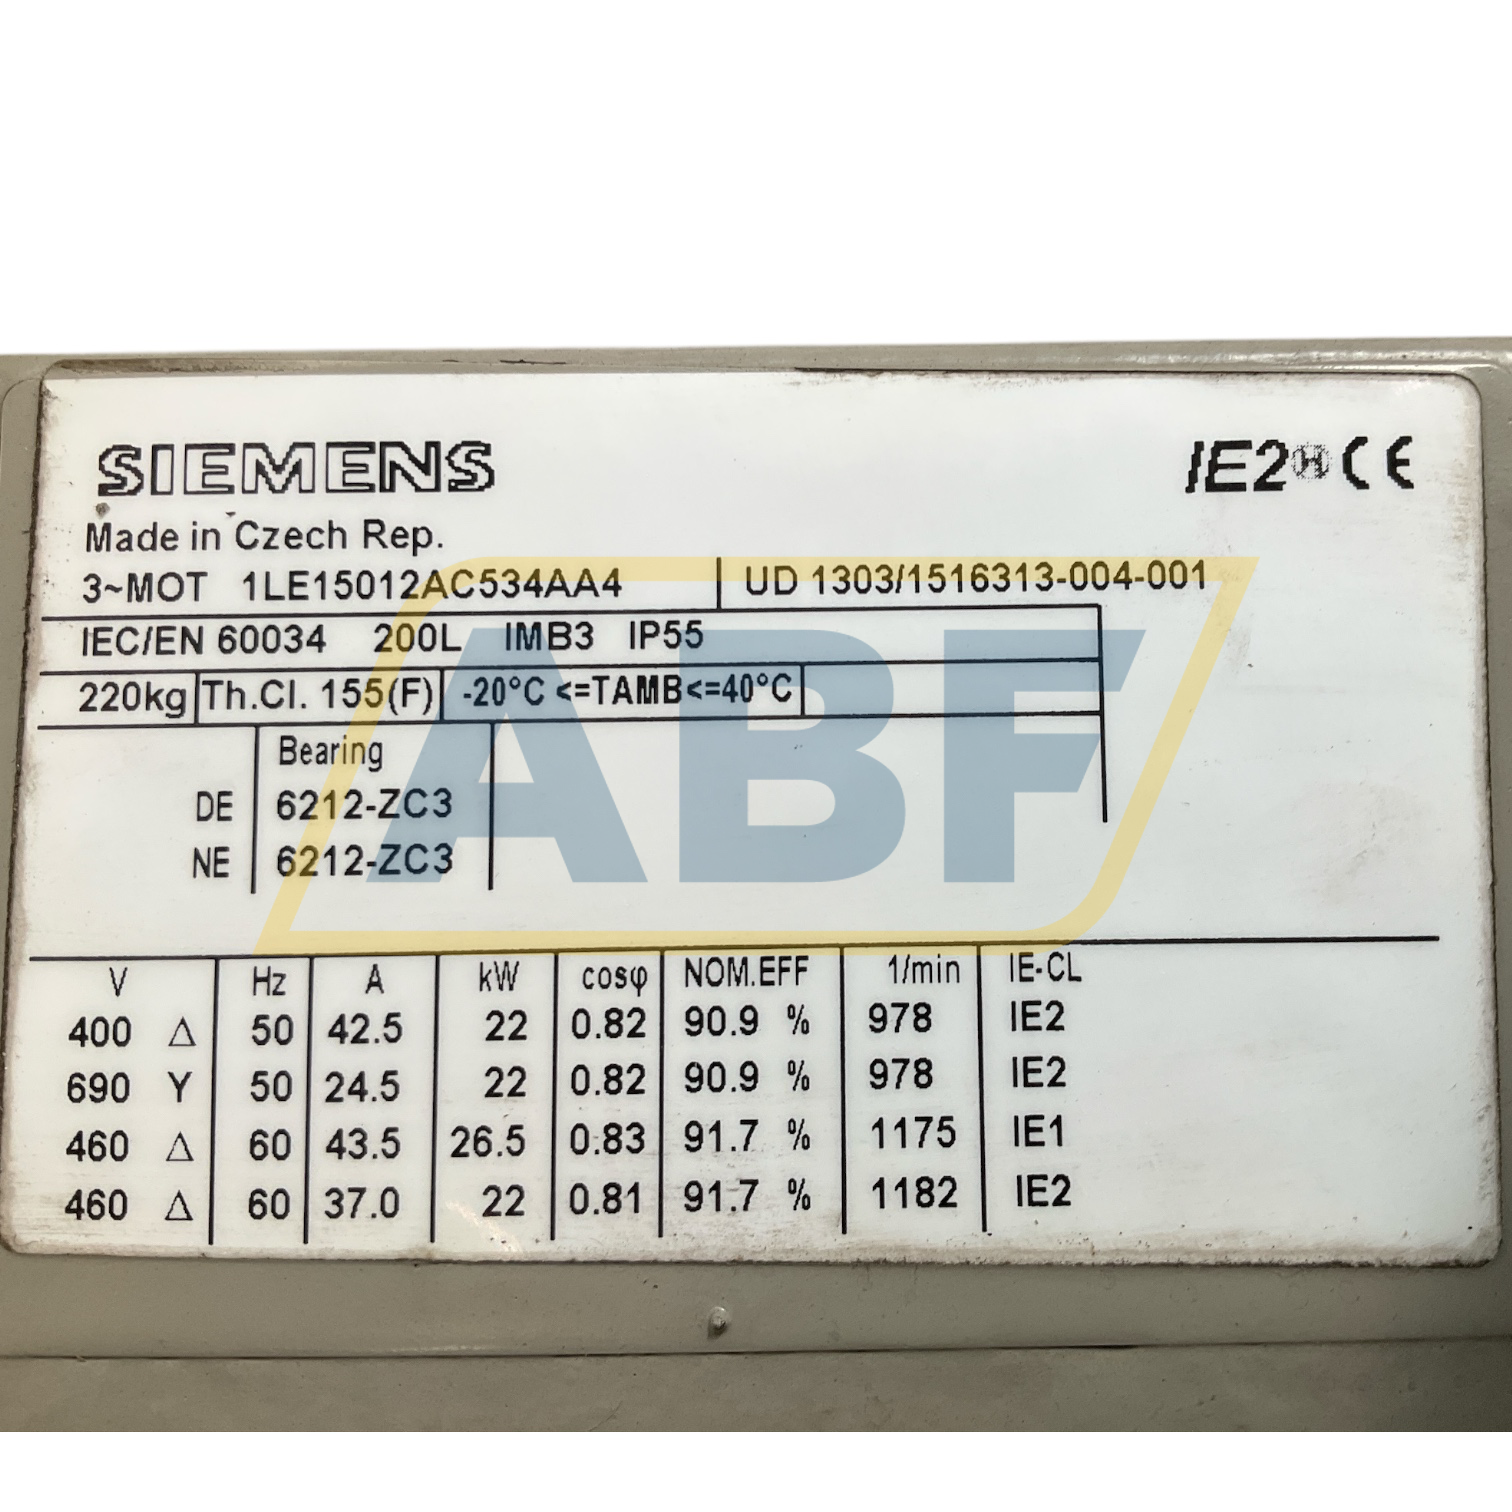 SIEMENS IE2 H CE
Made in Czech Rep.
3~MOT 1LE15012AC534AA4 UD 1303/1516313-004-001
IEC/EN 60034 200L IMB3 IP55
220kg Th.Cl. 155(F) -20°C <=TAMB<=40°C
Bearing
DE 6212-ZC3
NE 6212-ZC3
ABF
V Hz A kW cosφ NOM.EFF 1/min IE-CL
400 Δ 50 42.5 22 0.82 90.9 % 978 IE2
690 Y 50 24.5 22 0.82 90.9 % 978 IE2
460 Δ 60 43.5 26.5 0.83 91.7 % 1175 IE1
460 Δ 60 37.0 22 0.81 91.7 % 1182 IE2